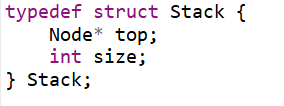 typedef struct Stack {
    Node* top;
    int size;
} Stack;